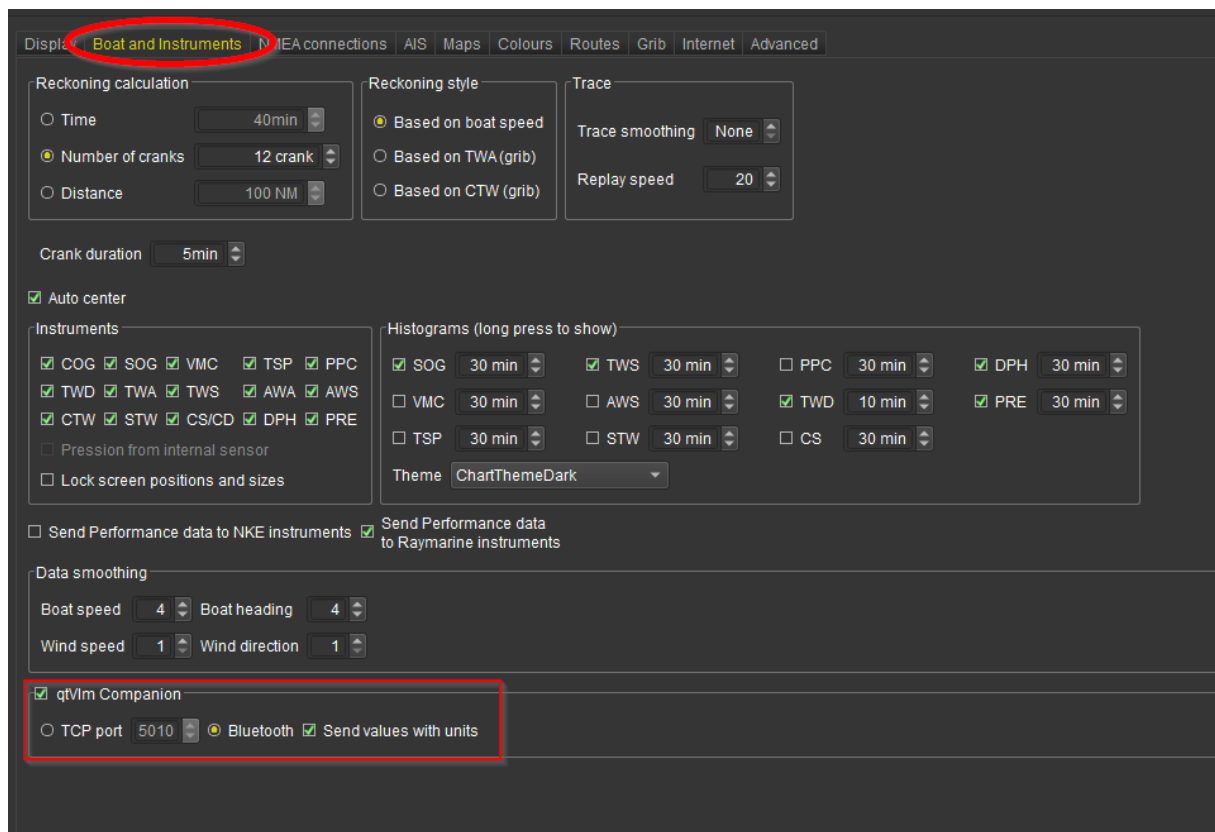 Display Boat and Instruments NMEA connections AIS Maps Colours Routes Grib Internet Advanced
Reckoning calculation Reckoning style Trace
Time 40min Based on boat speed Trace smoothing None
Number of cranks 12 crank Based on TWA (grib)
Distance 100 NM Based on CTW (grib) Replay speed 20
Crank duration 5min
Auto center
Instruments Histograms (long press to show)
COG SOG VMC TSP PPC SOG 30 min TWS 30 min PPC 30 min DPH 30 min
TWD TWA TWS AWA AWS VMC 30 min AWS 30 min TWD 10 min PRE 30 min
CTW STW CS/CD DPH PRE TSP 30 min STW 30 min CS 30 min
Pression from internal sensor
Lock screen positions and sizes Theme ChartThemeDark
Send Performance data to NKE instruments Send Performance data
to Raymarine instruments
Data smoothing
Boat speed 4 Boat heading 4
Wind speed 1 Wind direction 1
qtVlm Companion
TCP port 5010 Bluetooth Send values with units